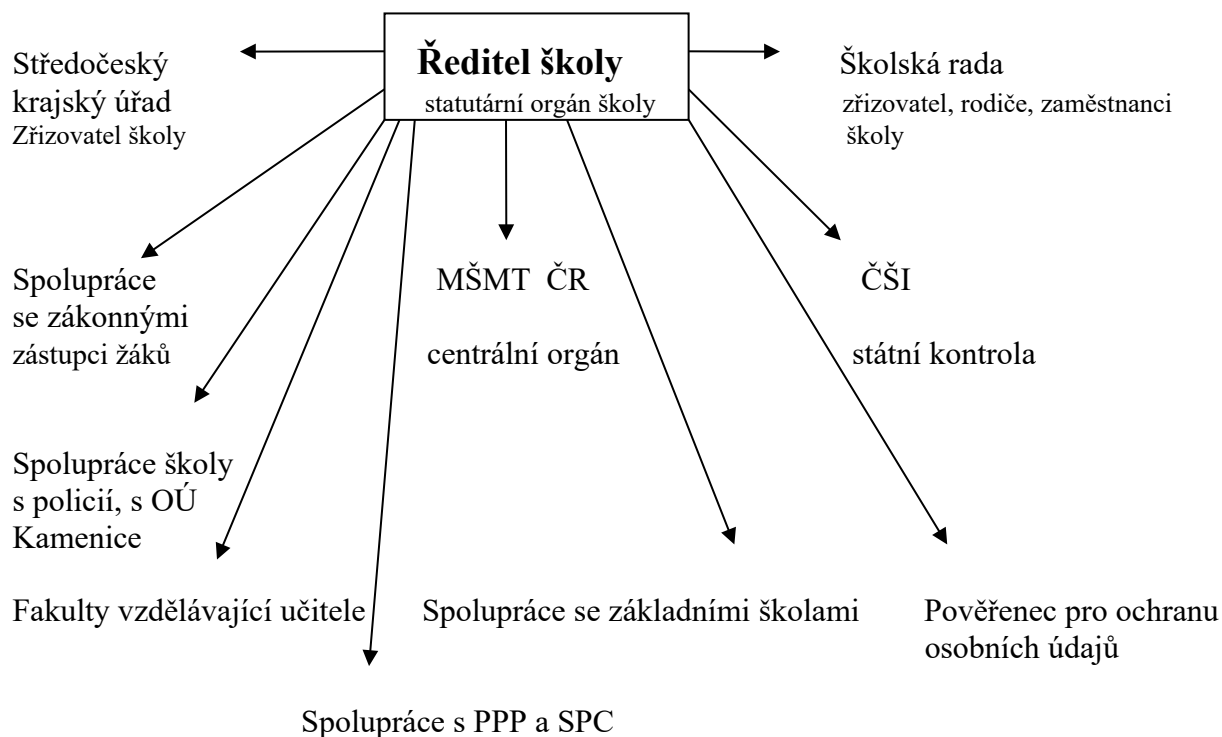 Ředitel školy
statutární orgán školy
Středočeský
krajský úřad
Zřizovatel školy
Školská rada
zřizovatel, rodiče, zaměstnanci
školy
Spolupráce
se zákonnými
zástupci žáků
MŠMT ČR
centrální orgán
ČŠI
státní kontrola
Spolupráce školy
s policií, s OÚ
Kamenice
Fakulty vzdělávající učitele
Spolupráce se základními školami
Pověřenec pro ochranu
osobních údajů
Spolupráce s PPP a SPC